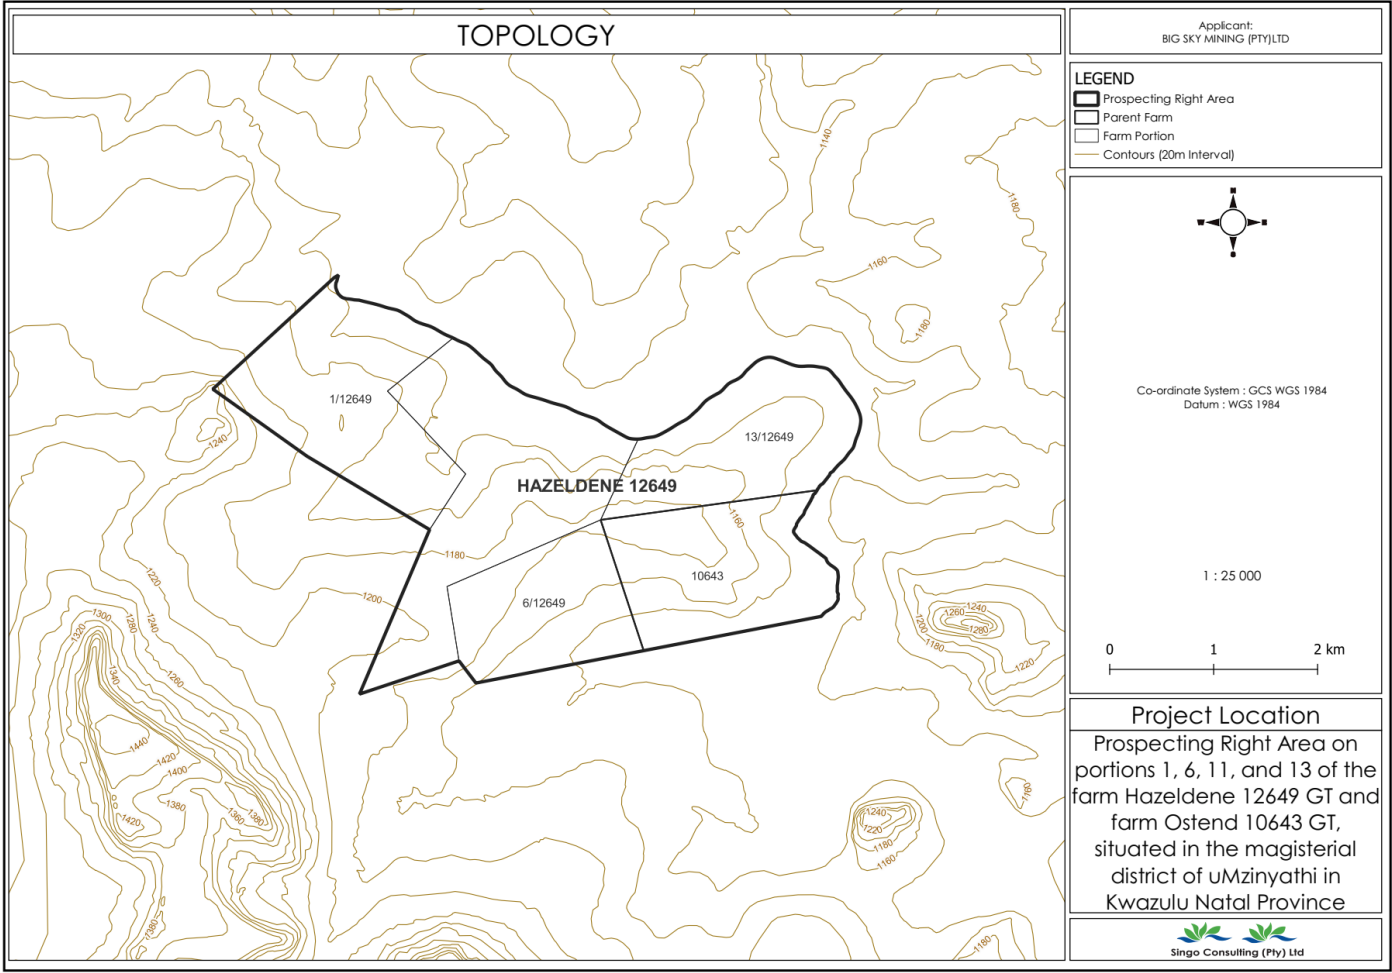 TOPOLOGY
Applicant:
BIG SKY MINING (PTY)LTD
LEGEND
Prospecting Right Area
Parent Farm
Farm Portion
Contours (20m Interval)
Co-ordinate System : GCS WGS 1984
Datum : WGS 1984
1 : 25 000
0 1 2 km
Project Location
Prospecting Right Area on
portions 1, 6, 11, and 13 of the
farm Hazeldene 12649 GT and
farm Ostend 10643 GT,
situated in the magisterial
district of uMzinyathi in
Kwazulu Natal Province
Singo Consulting (Pty) Ltd
1140
1180
1160
1180
1/12649
1240
13/12649
HAZELDENE 12649
1160
1180
10643
1220
1200
6/12649
1300
1280
1240
1320
1340
1260
1260
1240
1280
1200
1180
1220
1440
1420
1400
1380
1360
1380
1420
1380
1160
1240
1220
1180
1160
1180